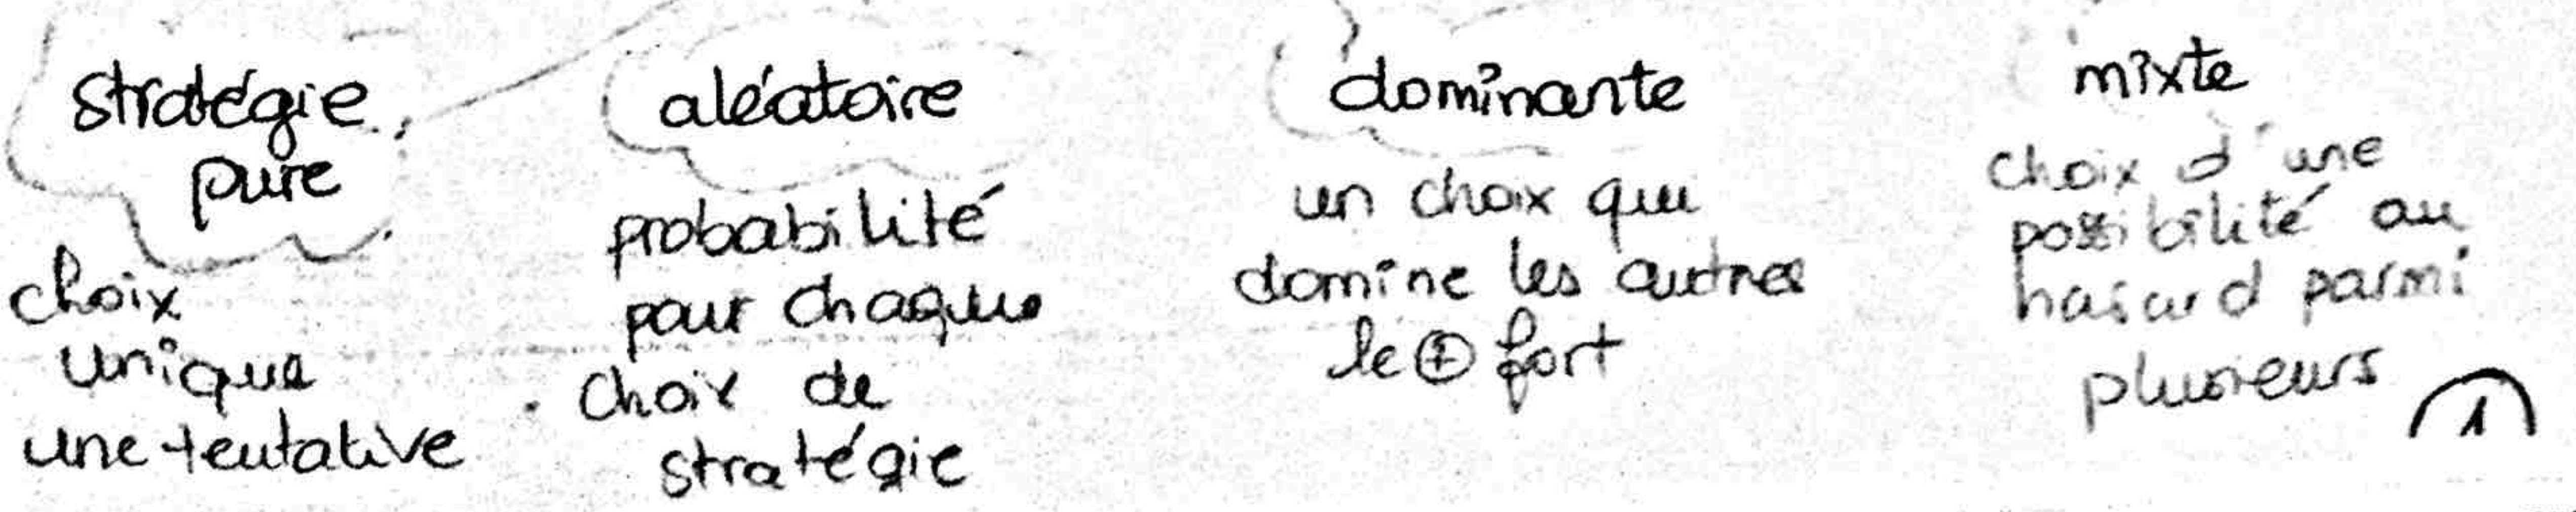 stratégie
pure
choix
unique
une tentative
aléatoire
probabilité
pour chaque
choix de
stratégie
dominante
un choix qui
domine les autres
le ⊕ fort
mixte
choix d'une
possibilité au
hasard parmi
plusieurs
1